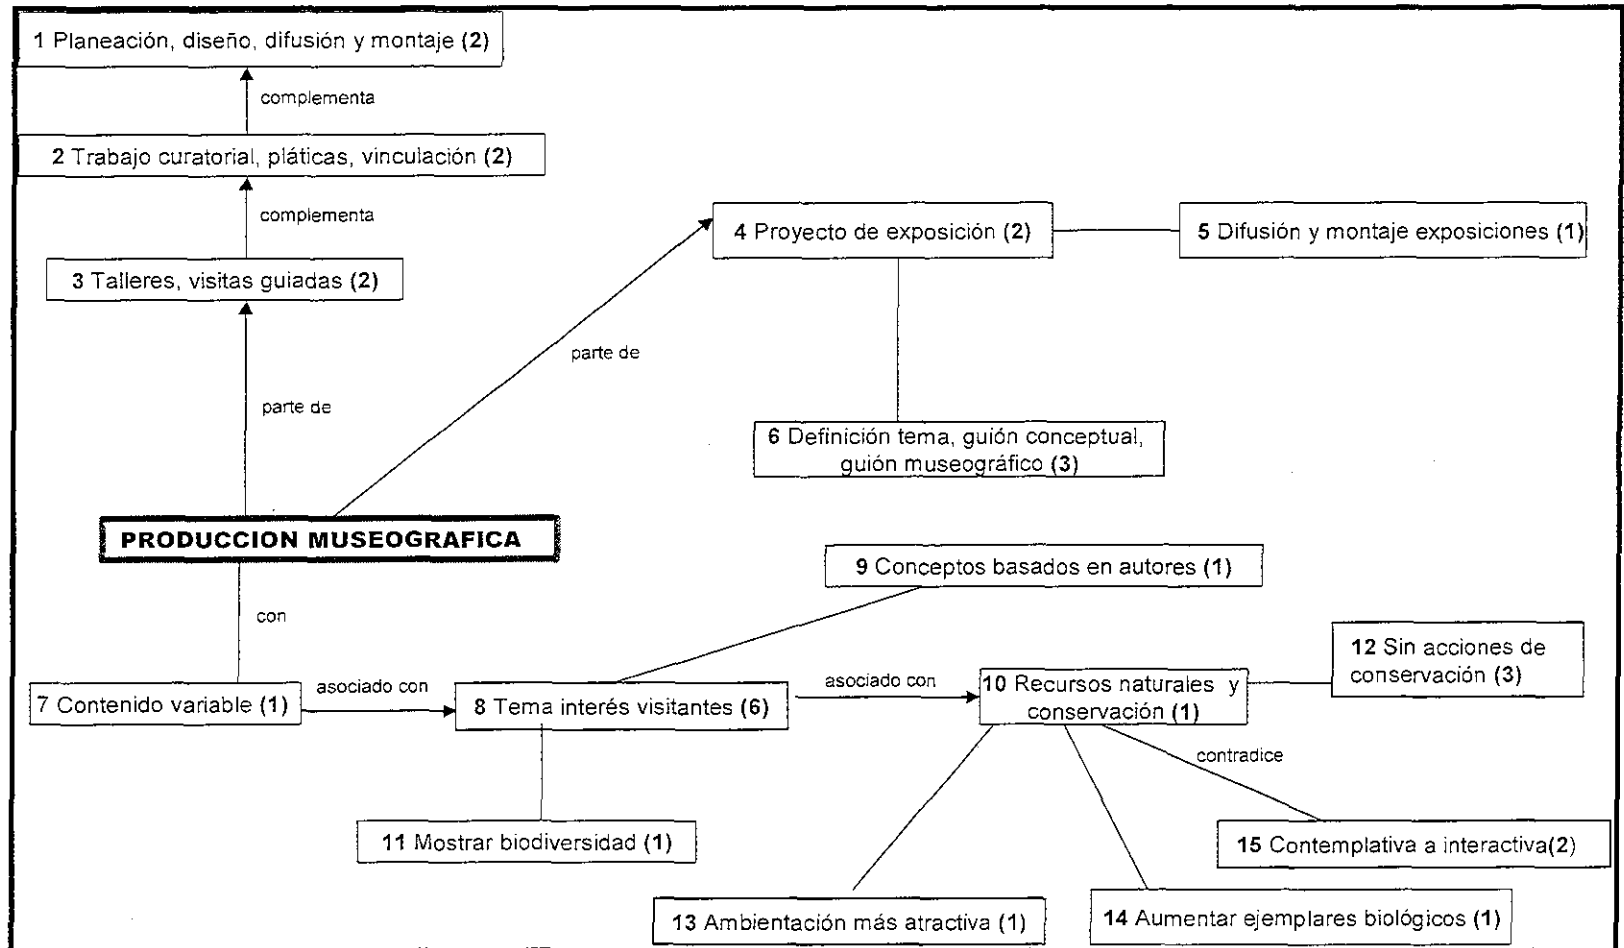 1 Planeación, diseño, difusión y montaje (2)
complementa
2 Trabajo curatorial, pláticas, vinculación (2)
complementa
3 Talleres, visitas guiadas (2)
4 Proyecto de exposición (2)
5 Difusión y montaje exposiciones (1)
parte de
parte de
6 Definición tema, guión conceptual,
guión museográfico (3)
PRODUCCION MUSEOGRAFICA
9 Conceptos basados en autores (1)
con
12 Sin acciones de
conservación (3)
7 Contenido variable (1)
asociado con
8 Tema interés visitantes (6)
asociado con
10 Recursos naturales y
conservación (1)
contradice
11 Mostrar biodiversidad (1)
15 Contemplativa a interactiva(2)
13 Ambientación más atractiva (1)
14 Aumentar ejemplares biológicos (1)